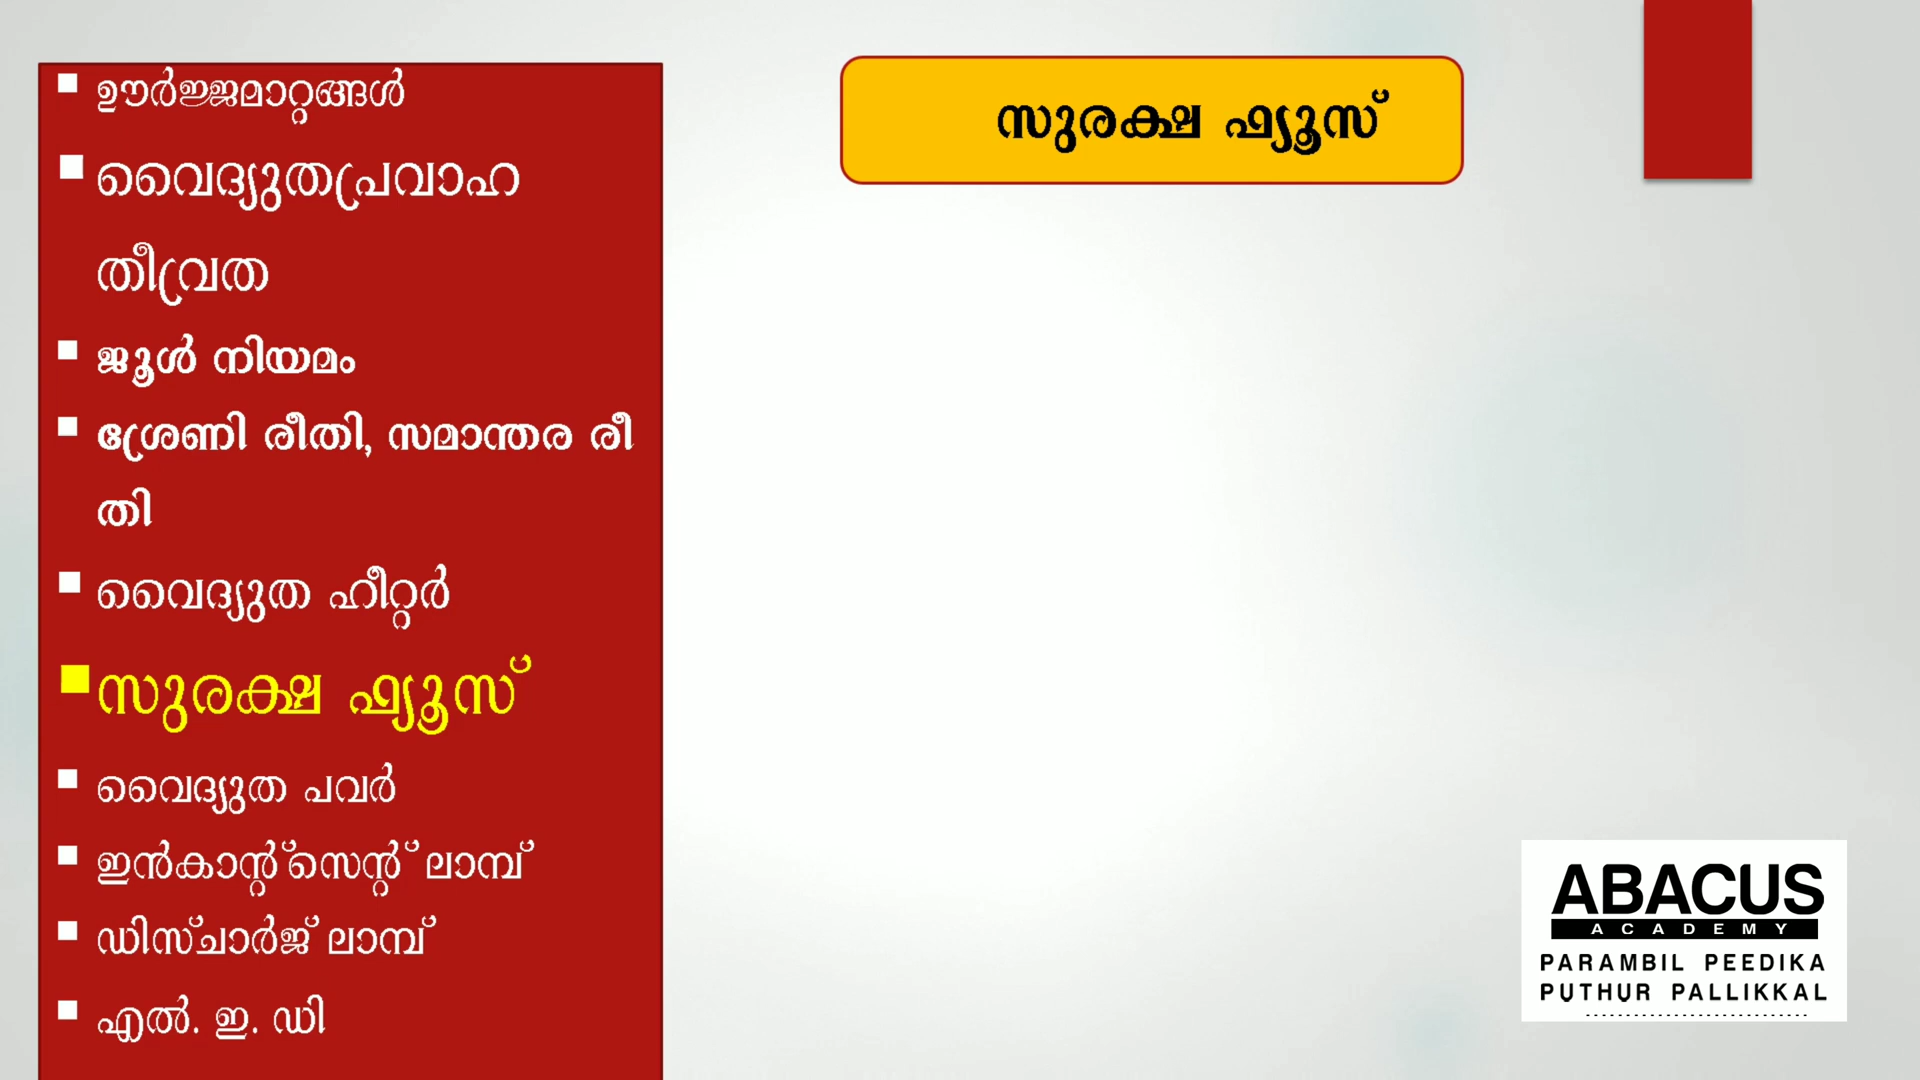 ഊർജ്ജമാറ്റങ്ങൾ
വൈദ്യുതപ്രവാഹ
തീവ്രത
ജൂൾ നിയമം
ശ്രേണി രീതി, സമാന്തര രീ
തി
വൈദ്യുത ഹീറ്റർ
സുരക്ഷ ഫ്യൂസ്
വൈദ്യുത പവർ
ഇൻകാന്റ്സെന്റ് ലാമ്പ്
ഡിസ്ചാർജ് ലാമ്പ്
എൽ. ഇ. ഡി
സുരക്ഷ ഫ്യൂസ്
ABACUS
ACADEMY
PARAMBIL PEEDIKA
PUTHUR PALLIKKAL